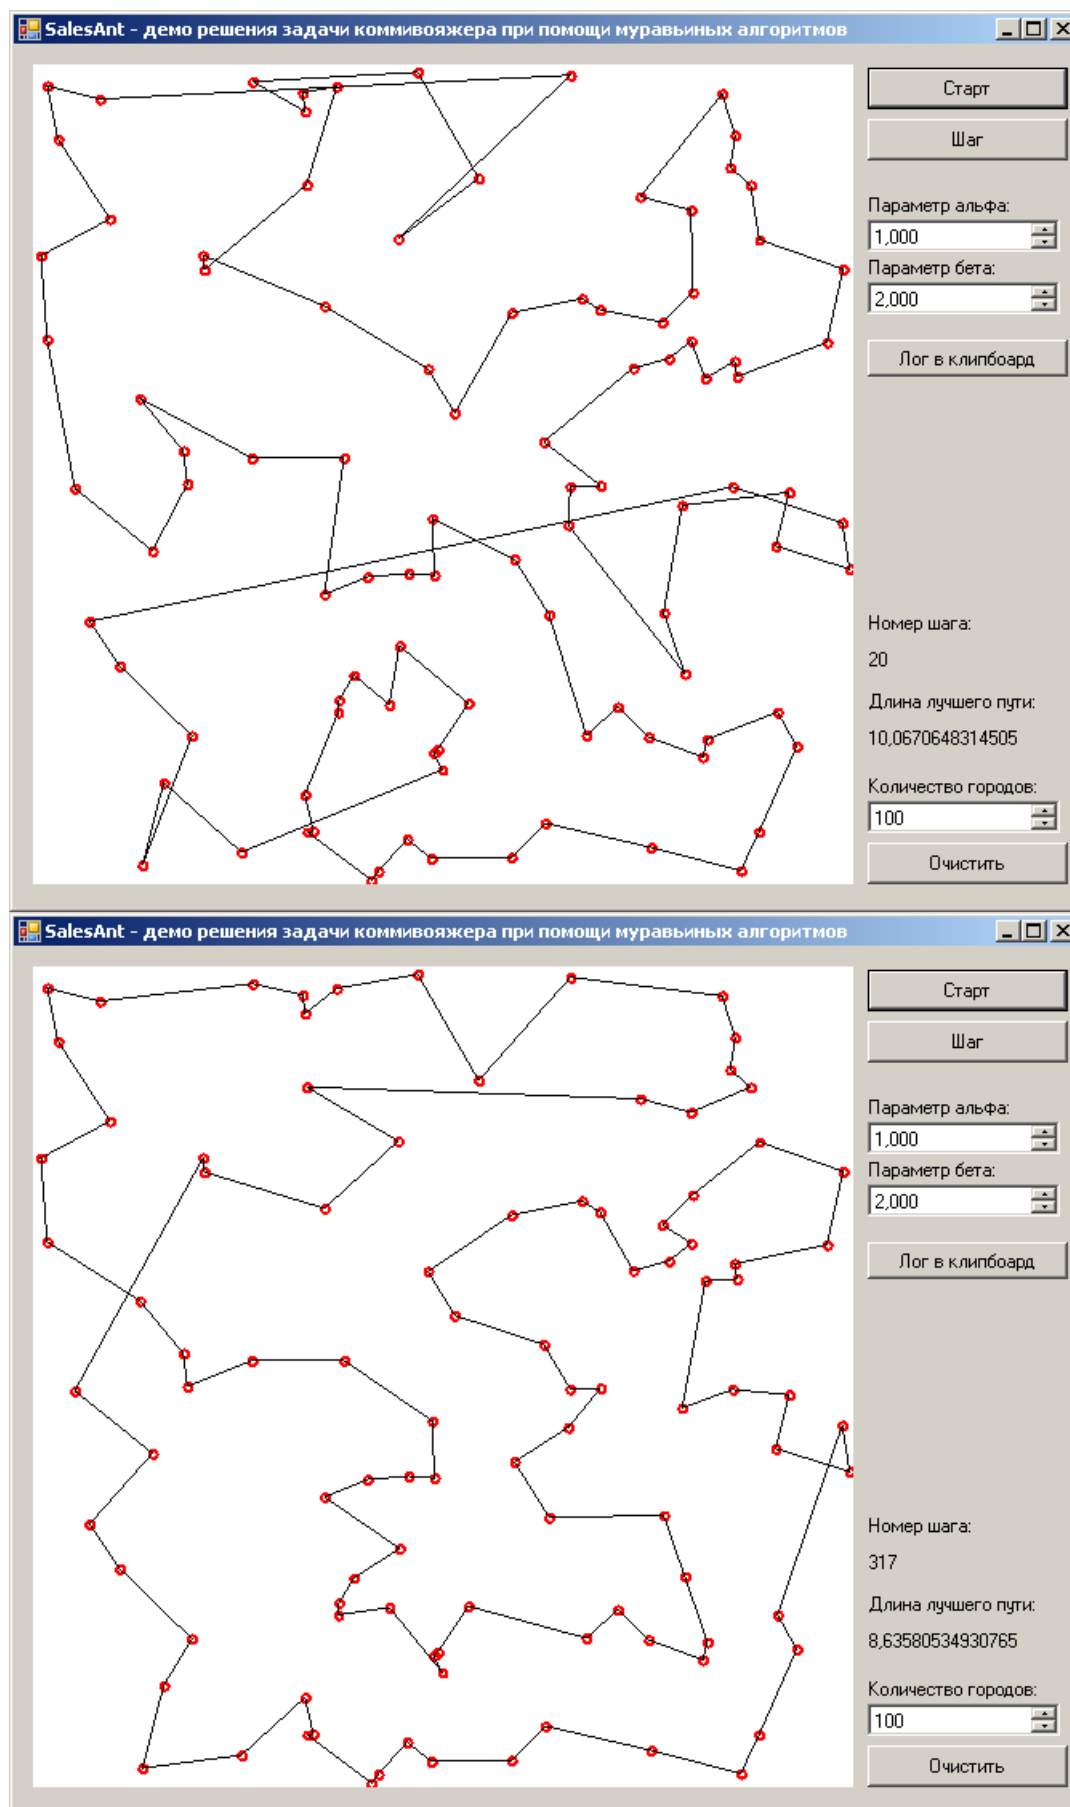 SalesAnt - демо решения задачи коммивояжера при помощи муравьиных алгоритмов
Старт
Шаг
Параметр альфа:
1,000
Параметр бета:
2,000
Лог в клипбоард
Номер шага:
20
Длина лучшего пути:
10,0670648314505
Количество городов:
100
Очистить
SalesAnt - демо решения задачи коммивояжера при помощи муравьиных алгоритмов
Старт
Шаг
Параметр альфа:
1,000
Параметр бета:
2,000
Лог в клипбоард
Номер шага:
317
Длина лучшего пути:
8,63580534930765
Количество городов:
100
Очистить